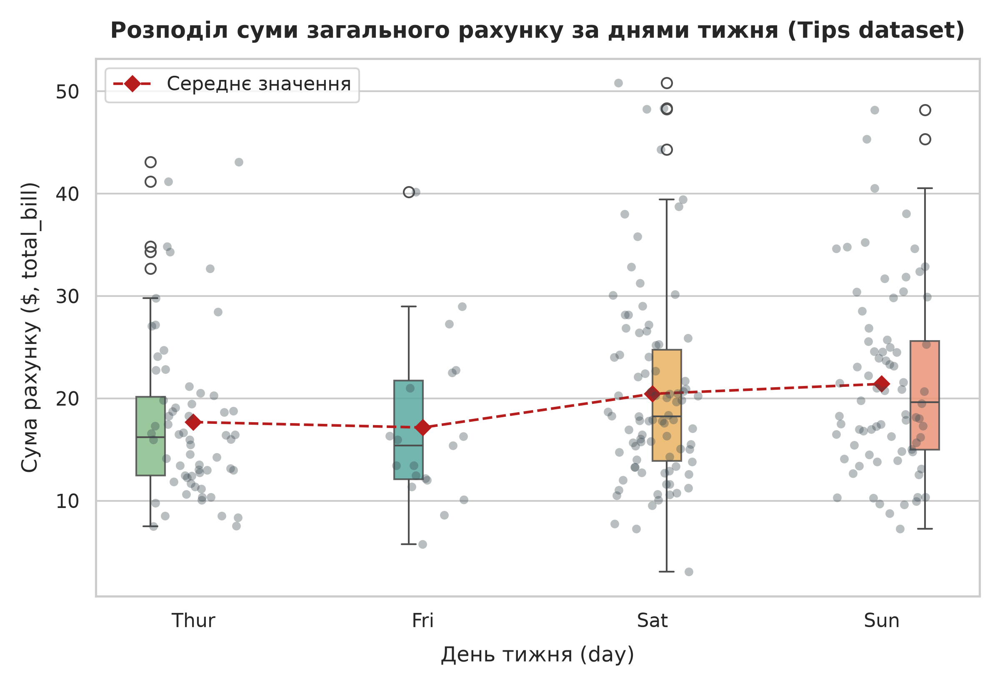 Розподіл суми загального рахунку за днями тижня (Tips dataset)
Середнє значення
Сума рахунку ($, total_bill)
50
40
30
20
10
Thur Fri Sat Sun
День тижня (day)